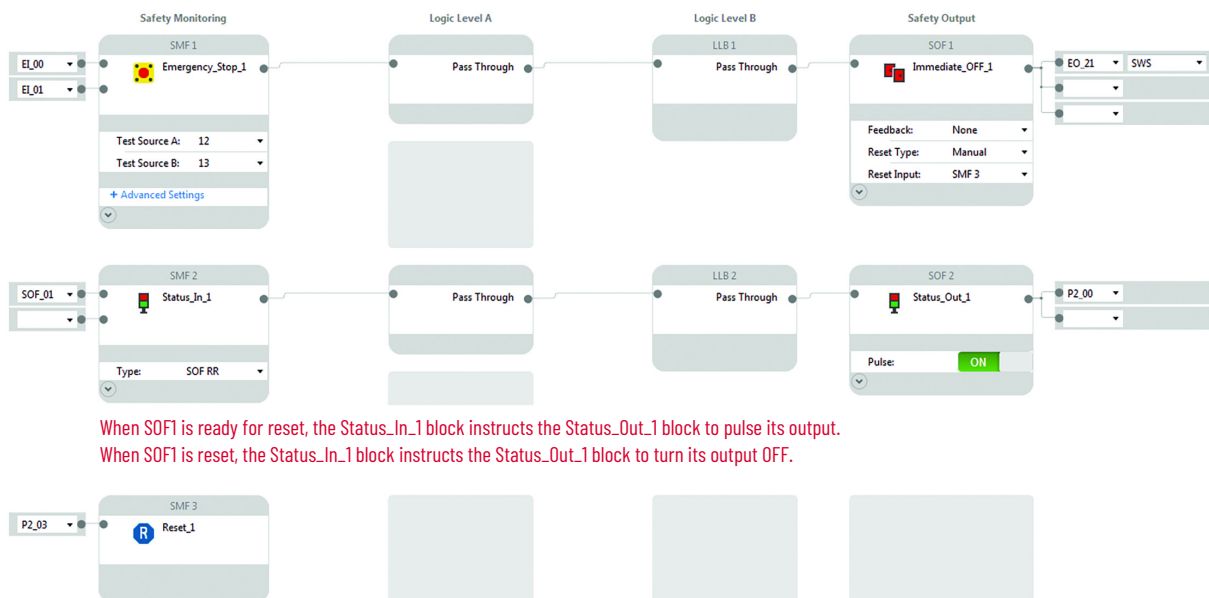 Safety Monitoring
Logic Level A
Logic Level B
Safety Output
SMF 1
LLB 1
SOF 1
EI_00
Emergency_Stop_1
Pass Through
Pass Through
Immediate_OFF_1
EO_21
SWS
EI_01
Test Source A: 12
Test Source B: 13
+ Advanced Settings
Feedback: None
Reset Type: Manual
Reset Input: SMF 3
SMF 2
LLB 2
SOF 2
SOF_01
Status_In_1
Pass Through
Pass Through
Status_Out_1
P2_00
Type: SOF RR
Pulse: ON
When SOF1 is ready for reset, the Status_In_1 block instructs the Status_Out_1 block to pulse its output.
When SOF1 is reset, the Status_In_1 block instructs the Status_Out_1 block to turn its output OFF.
SMF 3
P2_03
R
Reset_1